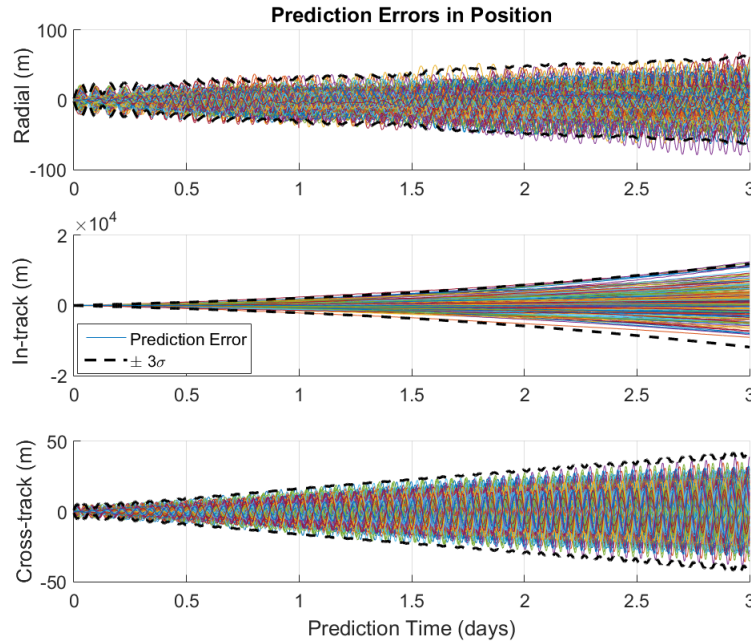 Prediction Errors in Position
Radial (m)
100
0
-100
0 0.5 1 1.5 2 2.5 3
×10⁴
In-track (m)
2
0
-2
Prediction Error
± 3σ
0 0.5 1 1.5 2 2.5 3
Cross-track (m)
50
0
-50
0 0.5 1 1.5 2 2.5 3
Prediction Time (days)